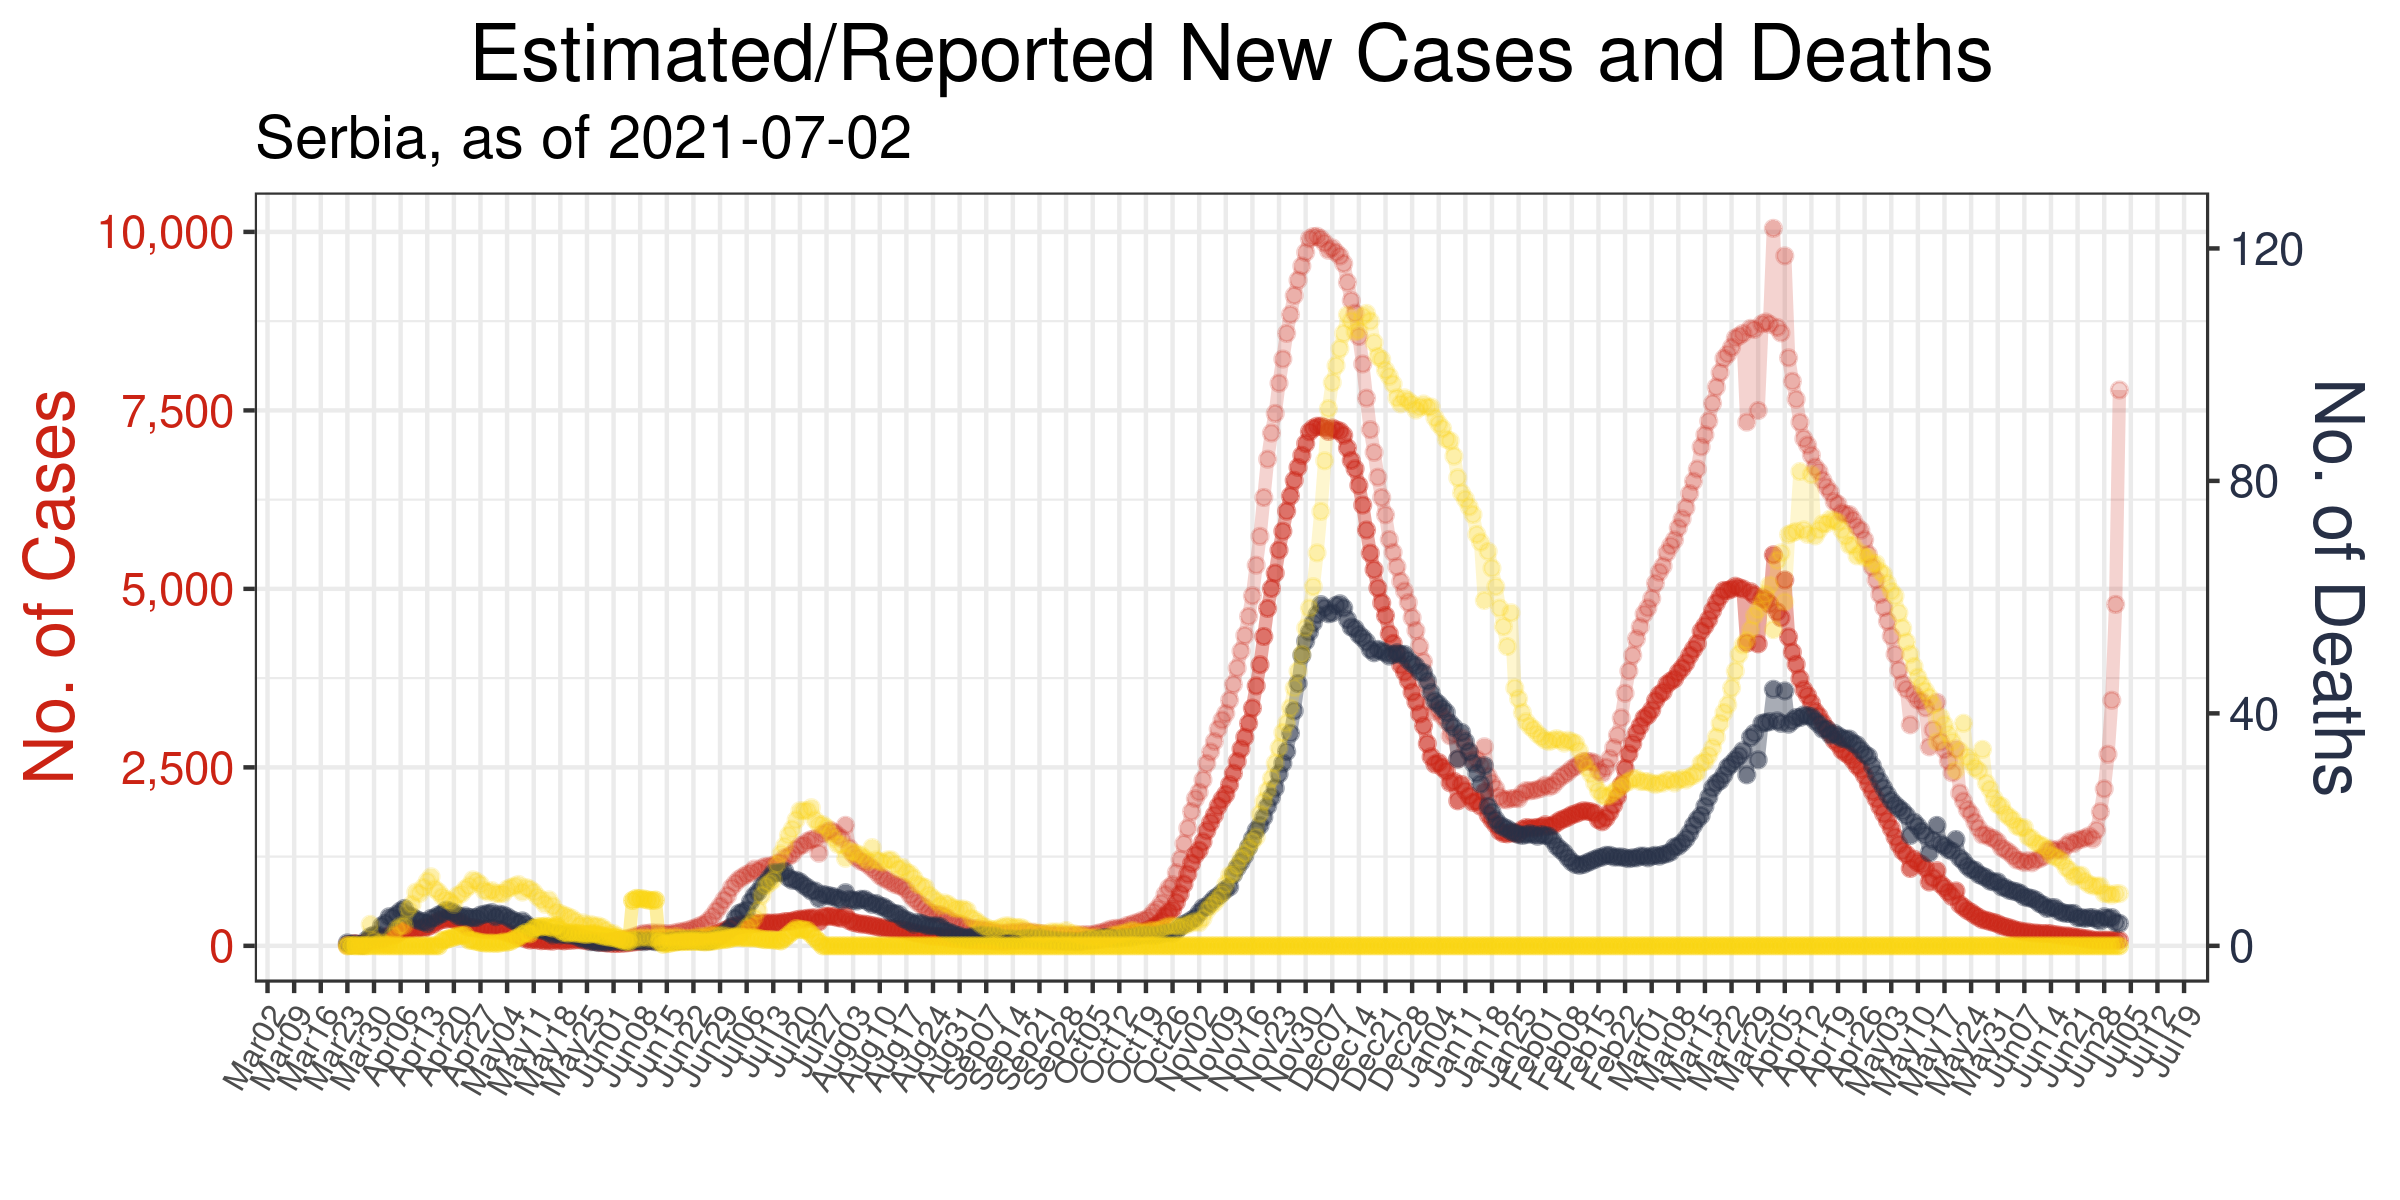 Estimated/Reported New Cases and Deaths
Serbia, as of 2021-07-02
No. of Cases
10,000
7,500
5,000
2,500
0
120
80
40
0
No. of Deaths
Mar02
Mar09
Mar16
Mar23
Mar30
Apr06
Apr13
Apr20
Apr27
May04
May11
May18
May25
Jun01
Jun08
Jun15
Jun22
Jun29
Jul06
Jul13
Jul20
Jul27
Aug03
Aug10
Aug17
Aug24
Aug31
Sep07
Sep14
Sep21
Sep28
Oct05
Oct12
Oct19
Oct26
Nov02
Nov09
Nov16
Nov23
Nov30
Dec07
Dec14
Dec21
Dec28
Jan04
Jan11
Jan18
Jan25
Feb01
Feb08
Feb15
Feb22
Mar01
Mar08
Mar15
Mar22
Mar29
Apr05
Apr12
Apr19
Apr26
May03
May10
May17
May24
May31
Jun07
Jun14
Jun21
Jun28
Jul05
Jul12
Jul19